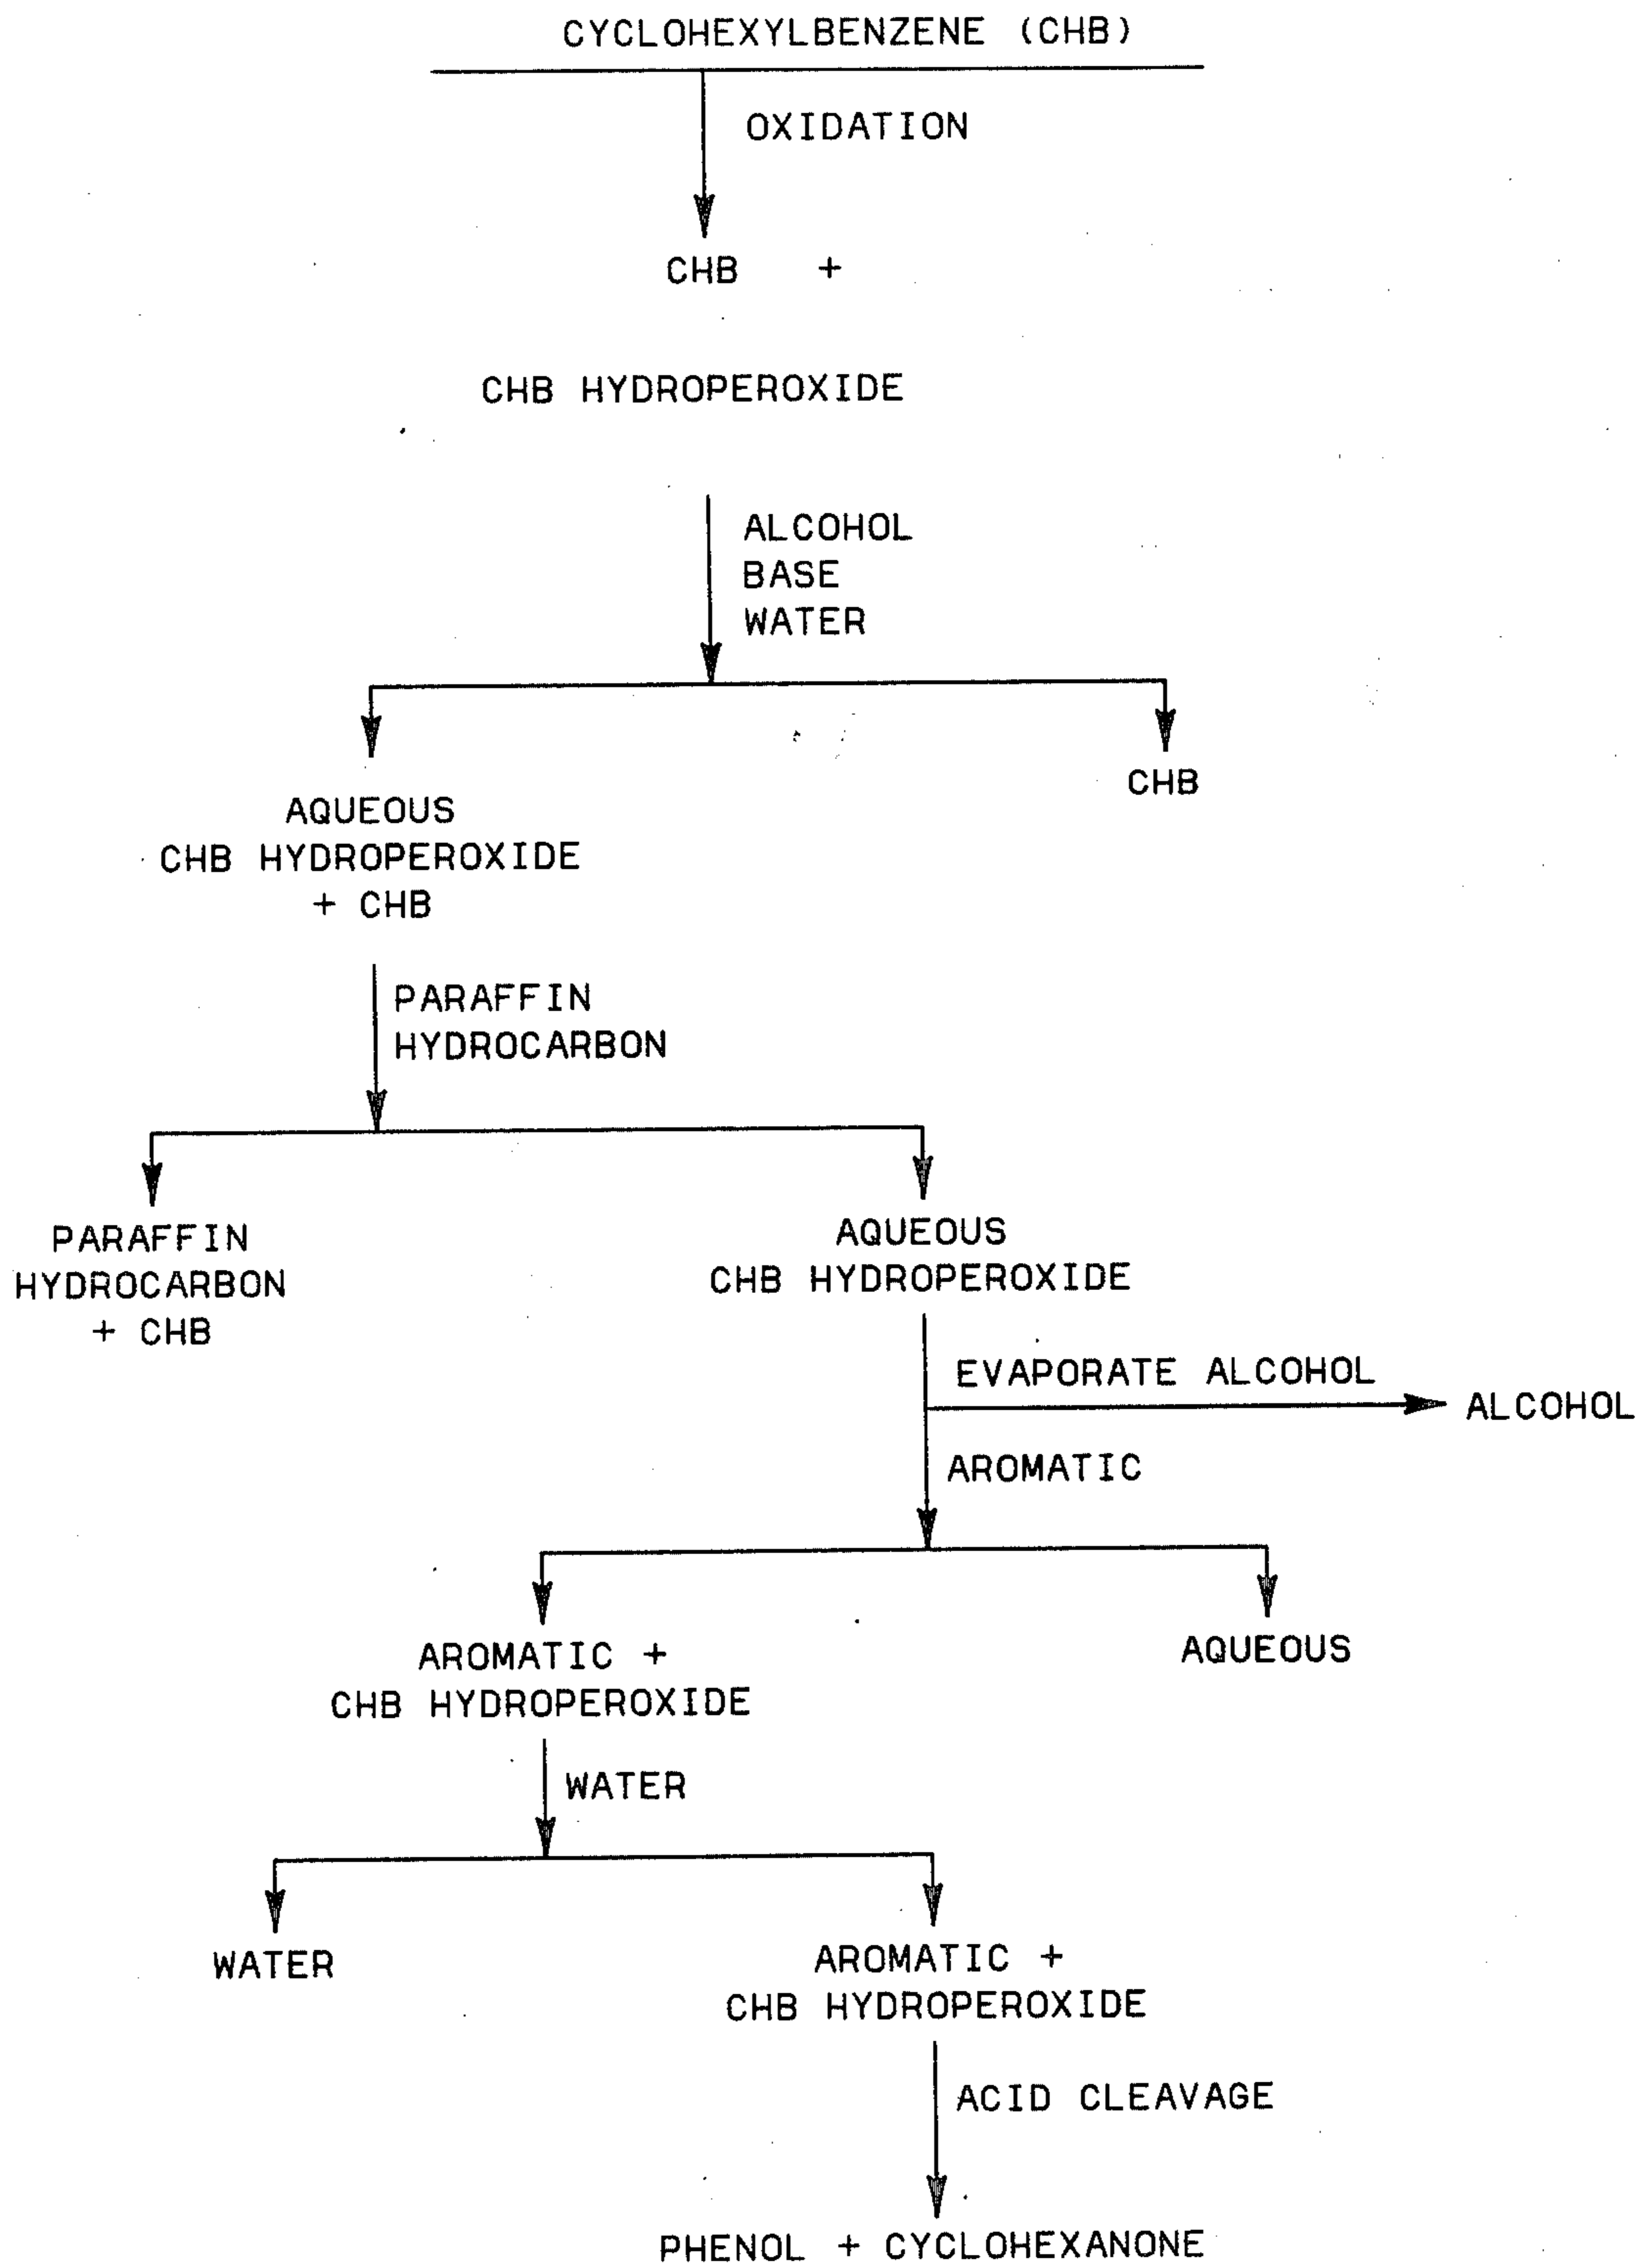 CYCLOHEXYLBENZENE (CHB)
OXIDATION
CHB +
CHB HYDROPEROXIDE
ALCOHOL
BASE
WATER
CHB
AQUEOUS
CHB HYDROPEROXIDE
+ CHB
PARAFFIN
HYDROCARBON
PARAFFIN
HYDROCARBON
+ CHB
AQUEOUS
CHB HYDROPEROXIDE
EVAPORATE ALCOHOL
ALCOHOL
AROMATIC
AROMATIC +
CHB HYDROPEROXIDE
AQUEOUS
WATER
WATER
AROMATIC +
CHB HYDROPEROXIDE
ACID CLEAVAGE
PHENOL + CYCLOHEXANONE